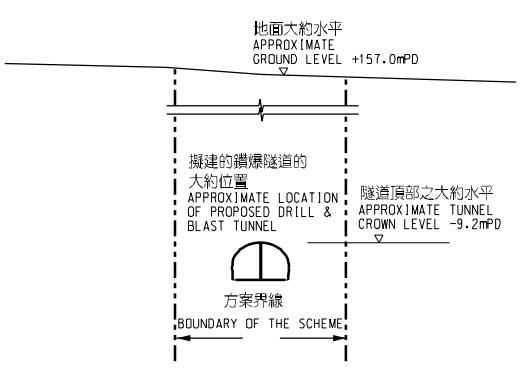 地面大約水平
APPROXIMATE
GROUND LEVEL +157.0mPD
擬建的鑽爆隧道的
大約位置
APPROXIMATE LOCATION
OF PROPOSED DRILL &
BLAST TUNNEL
隧道頂部之大約水平
APPROXIMATE TUNNEL
CROWN LEVEL -9.2mPD
方案界線
BOUNDARY OF THE SCHEME